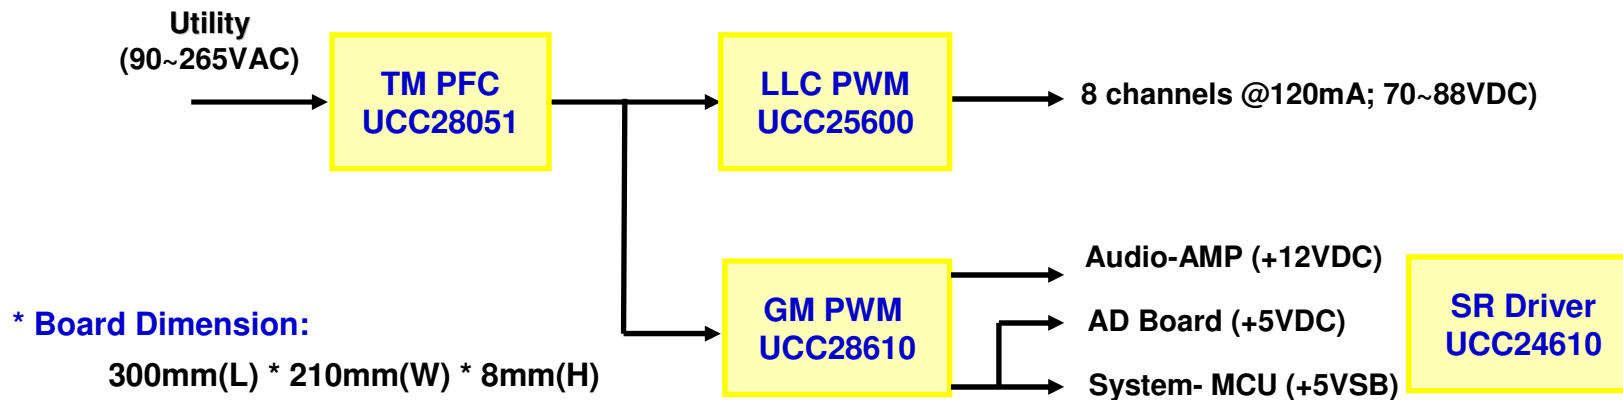 Utility
(90~265VAC)
TM PFC
UCC28051
LLC PWM
UCC25600
8 channels @120mA; 70~88VDC)
GM PWM
UCC28610
Audio-AMP (+12VDC)
AD Board (+5VDC)
System- MCU (+5VSB)
SR Driver
UCC24610
* Board Dimension:
300mm(L) * 210mm(W) * 8mm(H)